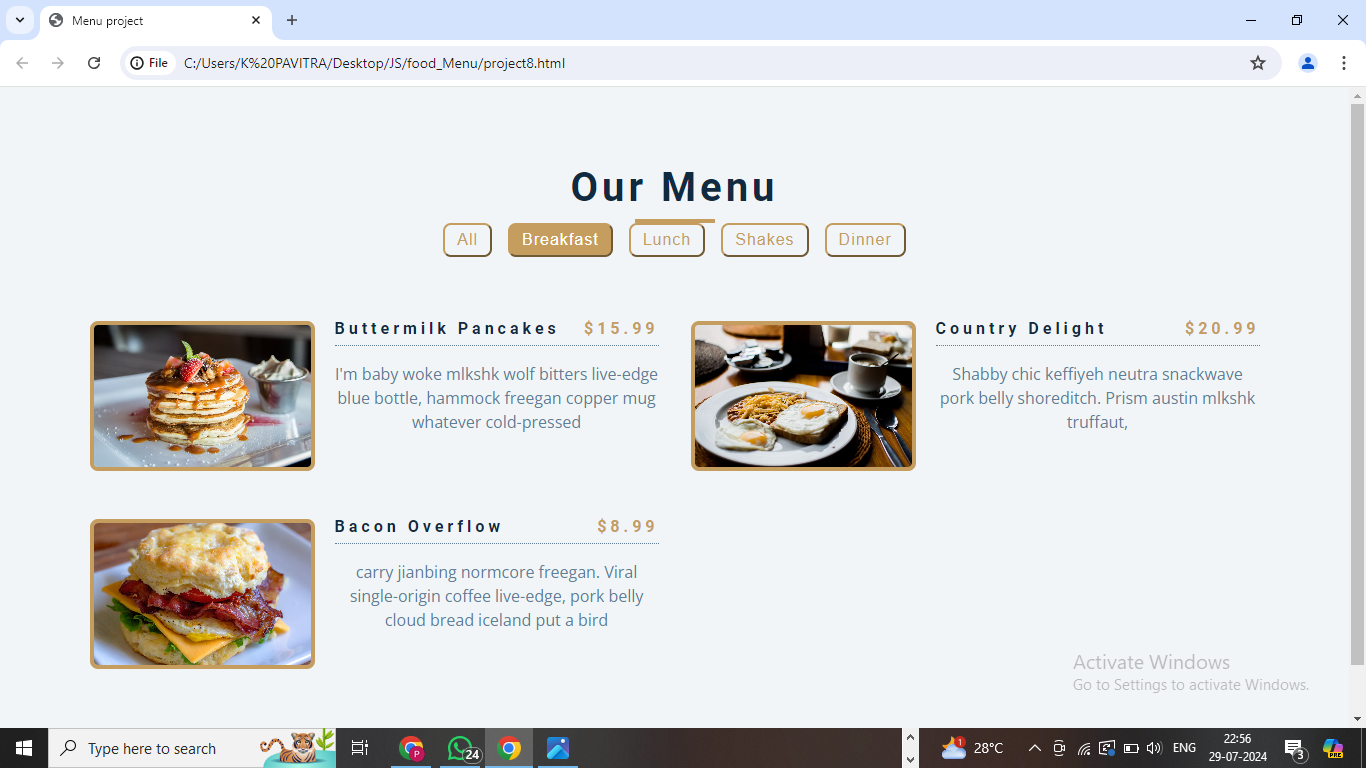 Menu project
File
C:/Users/K%20PAVITRA/Desktop/JS/food_Menu/project8.html
Our Menu
All
Breakfast
Lunch
Shakes
Dinner
Buttermilk Pancakes $15.99
I'm baby woke mlkshk wolf bitters live-edge
blue bottle, hammock freegan copper mug
whatever cold-pressed
Country Delight $20.99
Shabby chic keffiyeh neutra snackwave
pork belly shoreditch. Prism austin mlkshk
truffaut,
Bacon Overflow $8.99
carry jianbing normcore freegan. Viral
single-origin coffee live-edge, pork belly
cloud bread iceland put a bird
Activate Windows
Go to Settings to activate Windows.
Type here to search
P
24
1
28°C
ENG
22:56
29-07-2024
3
PRE